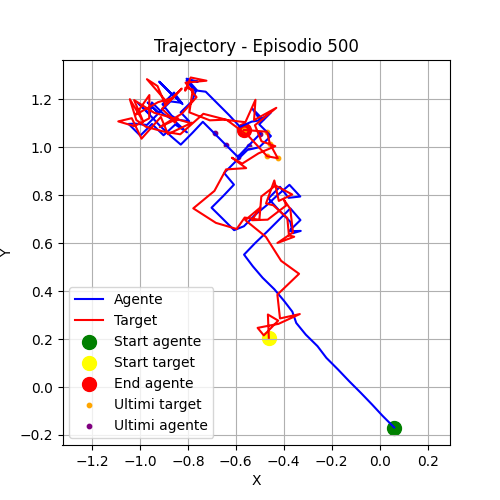 Trajectory - Episodio 500
Y
1.2
1.0
0.8
0.6
0.4
0.2
0.0
−0.2
Agente
Target
Start agente
Start target
End agente
Ultimi target
Ultimi agente
−1.2 −1.0 −0.8 −0.6 −0.4 −0.2 0.0 0.2
X